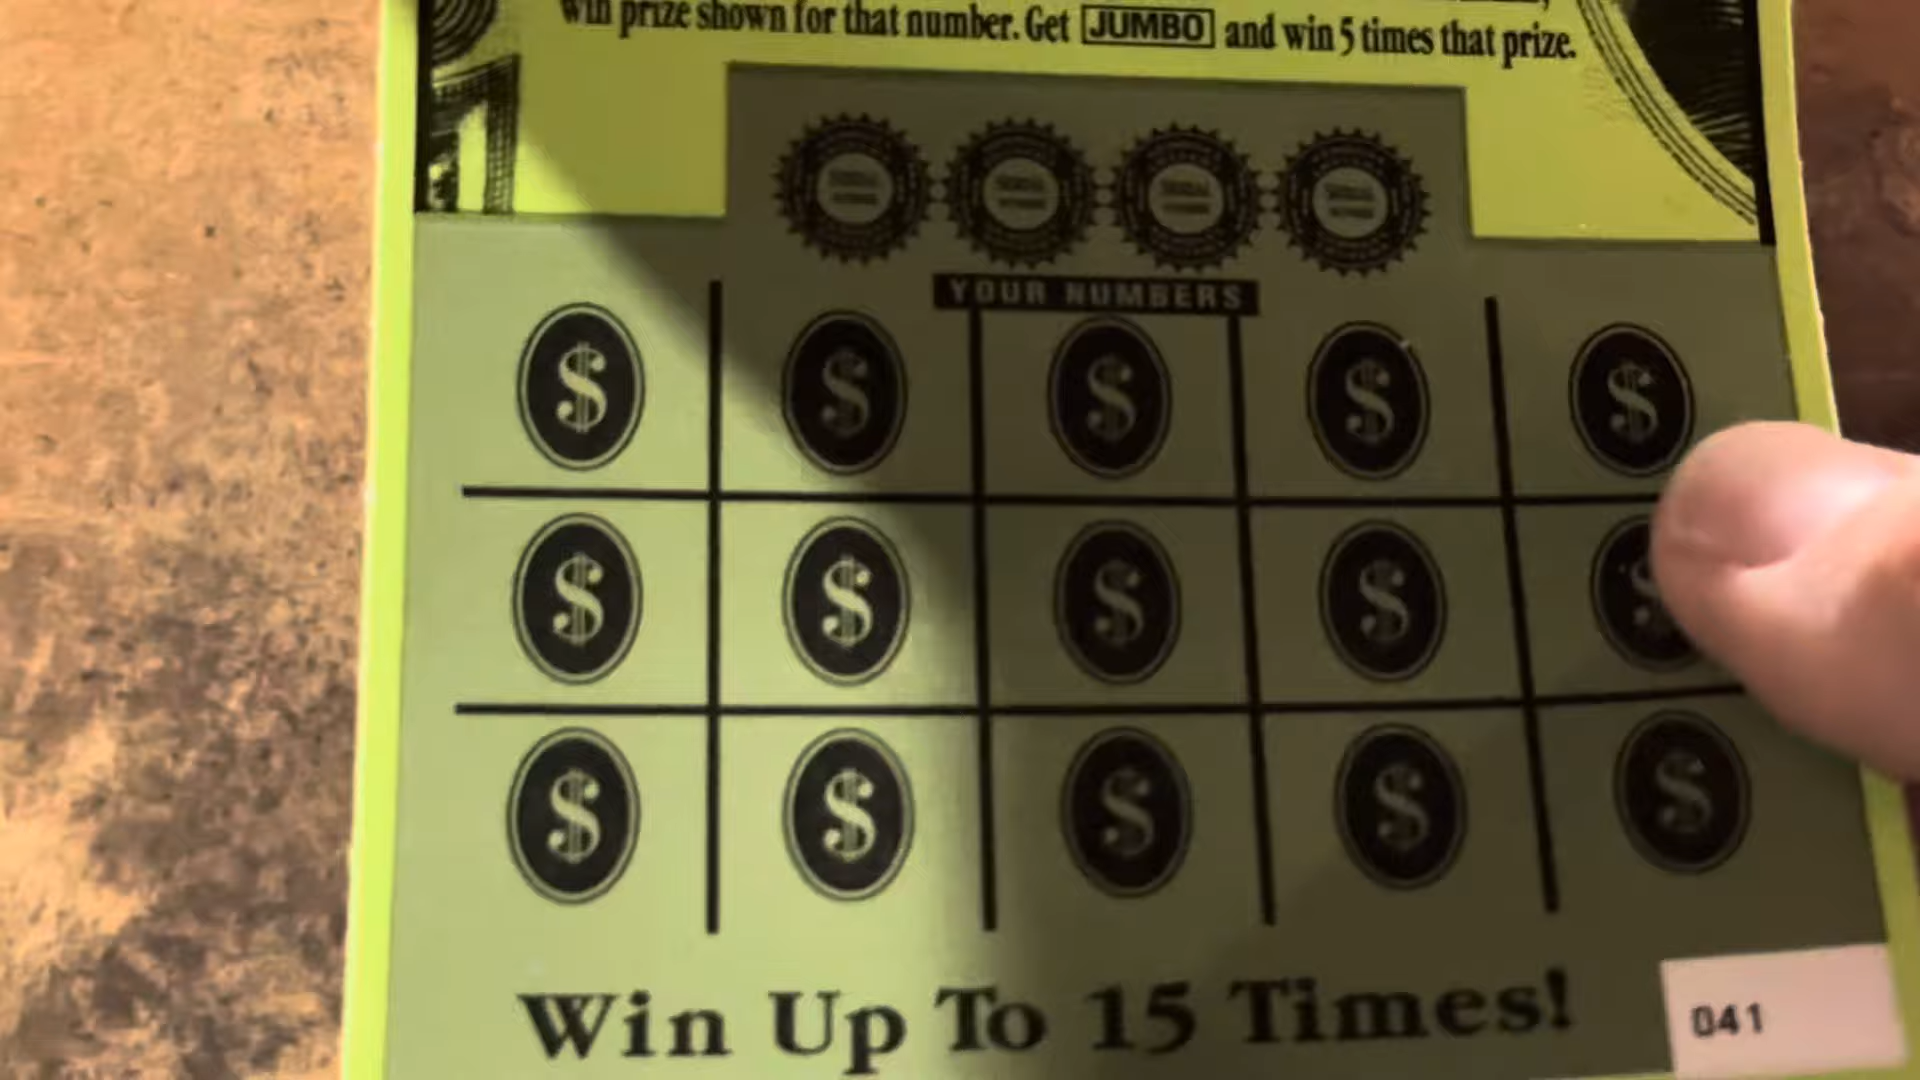 win prize shown for that number. Get JUMBO and win 5 times that prize.
YOUR NUMBERS
$ $ $ $ $
$ $ $ $ $
$ $ $ $ $
Win Up To 15 Times!
041